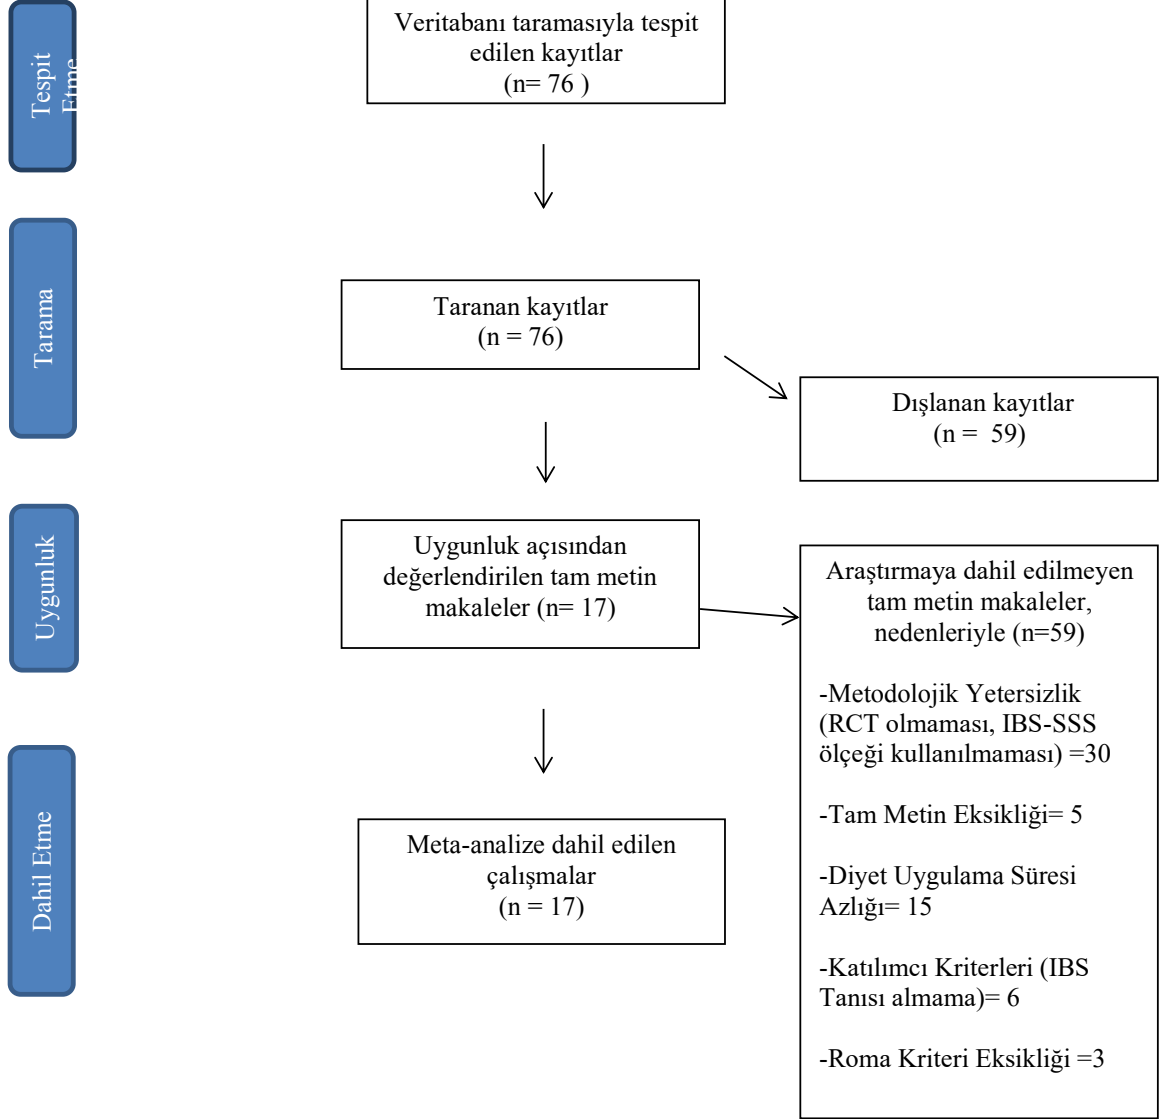 Tespit
Etme
Veritabanı taramasıyla tespit
edilen kayıtlar
(n= 76 )
Tarama
Taranan kayıtlar
(n = 76)
Dışlanan kayıtlar
(n =  59)
Uygunluk
Uygunluk açısından
değerlendirilen tam metin
makaleler (n= 17)
Araştırmaya dahil edilmeyen
tam metin makaleler,
nedenleriyle (n=59)
-Metodolojik Yetersizlik
(RCT olmaması, IBS-SSS
ölçeği kullanılmaması) =30
-Tam Metin Eksikliği= 5
-Diyet Uygulama Süresi
Azlığı= 15
-Katılımcı Kriterleri (IBS
Tanısı almama)= 6
-Roma Kriteri Eksikliği =3
Dahil Etme
Meta-analize dahil edilen
çalışmalar
(n = 17)